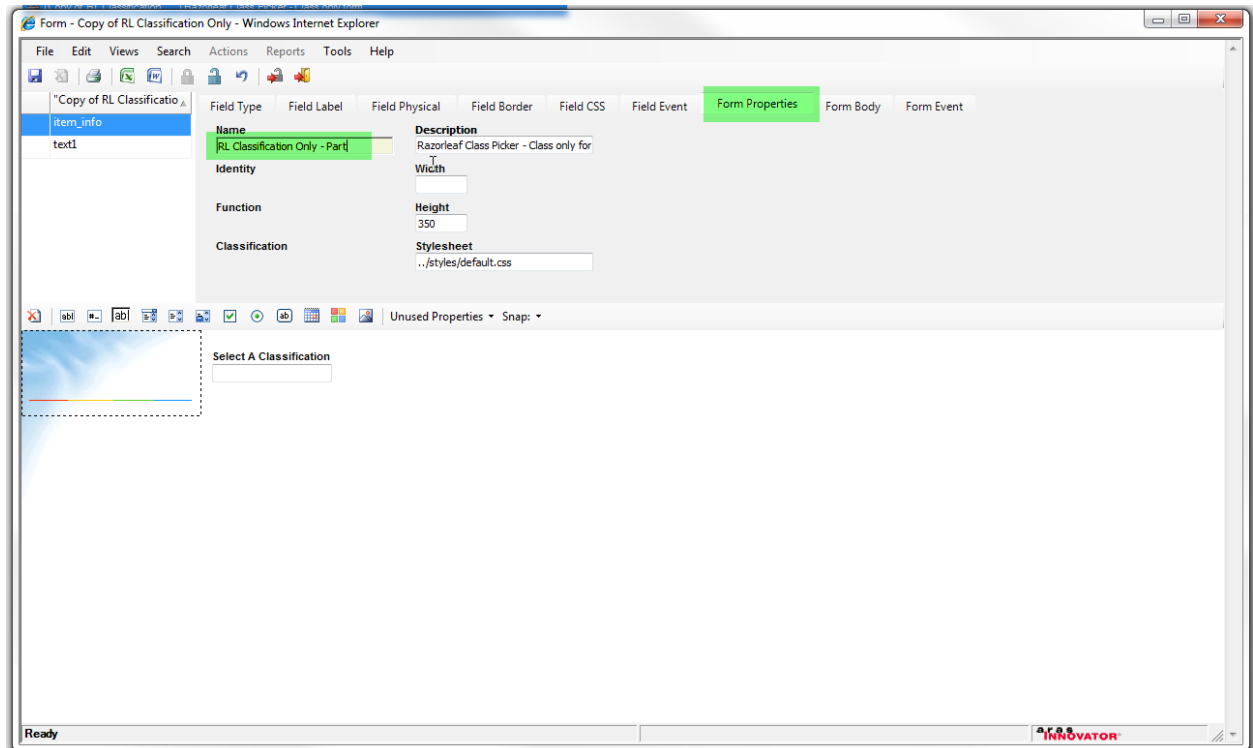 Form - Copy of RL Classification Only - Windows Internet Explorer
File Edit Views Search Actions Reports Tools Help
"Copy of RL Classificatio
item_info
text1
Field Type Field Label Field Physical Field Border Field CSS Field Event Form Properties Form Body Form Event
Name Description
RL Classification Only - Part Razorleaf Class Picker - Class only for
Identity Width
Function Height
350
Classification Stylesheet
../styles/default.css
Unused Properties Snap:
Select A Classification
Ready
aras INNOVATOR